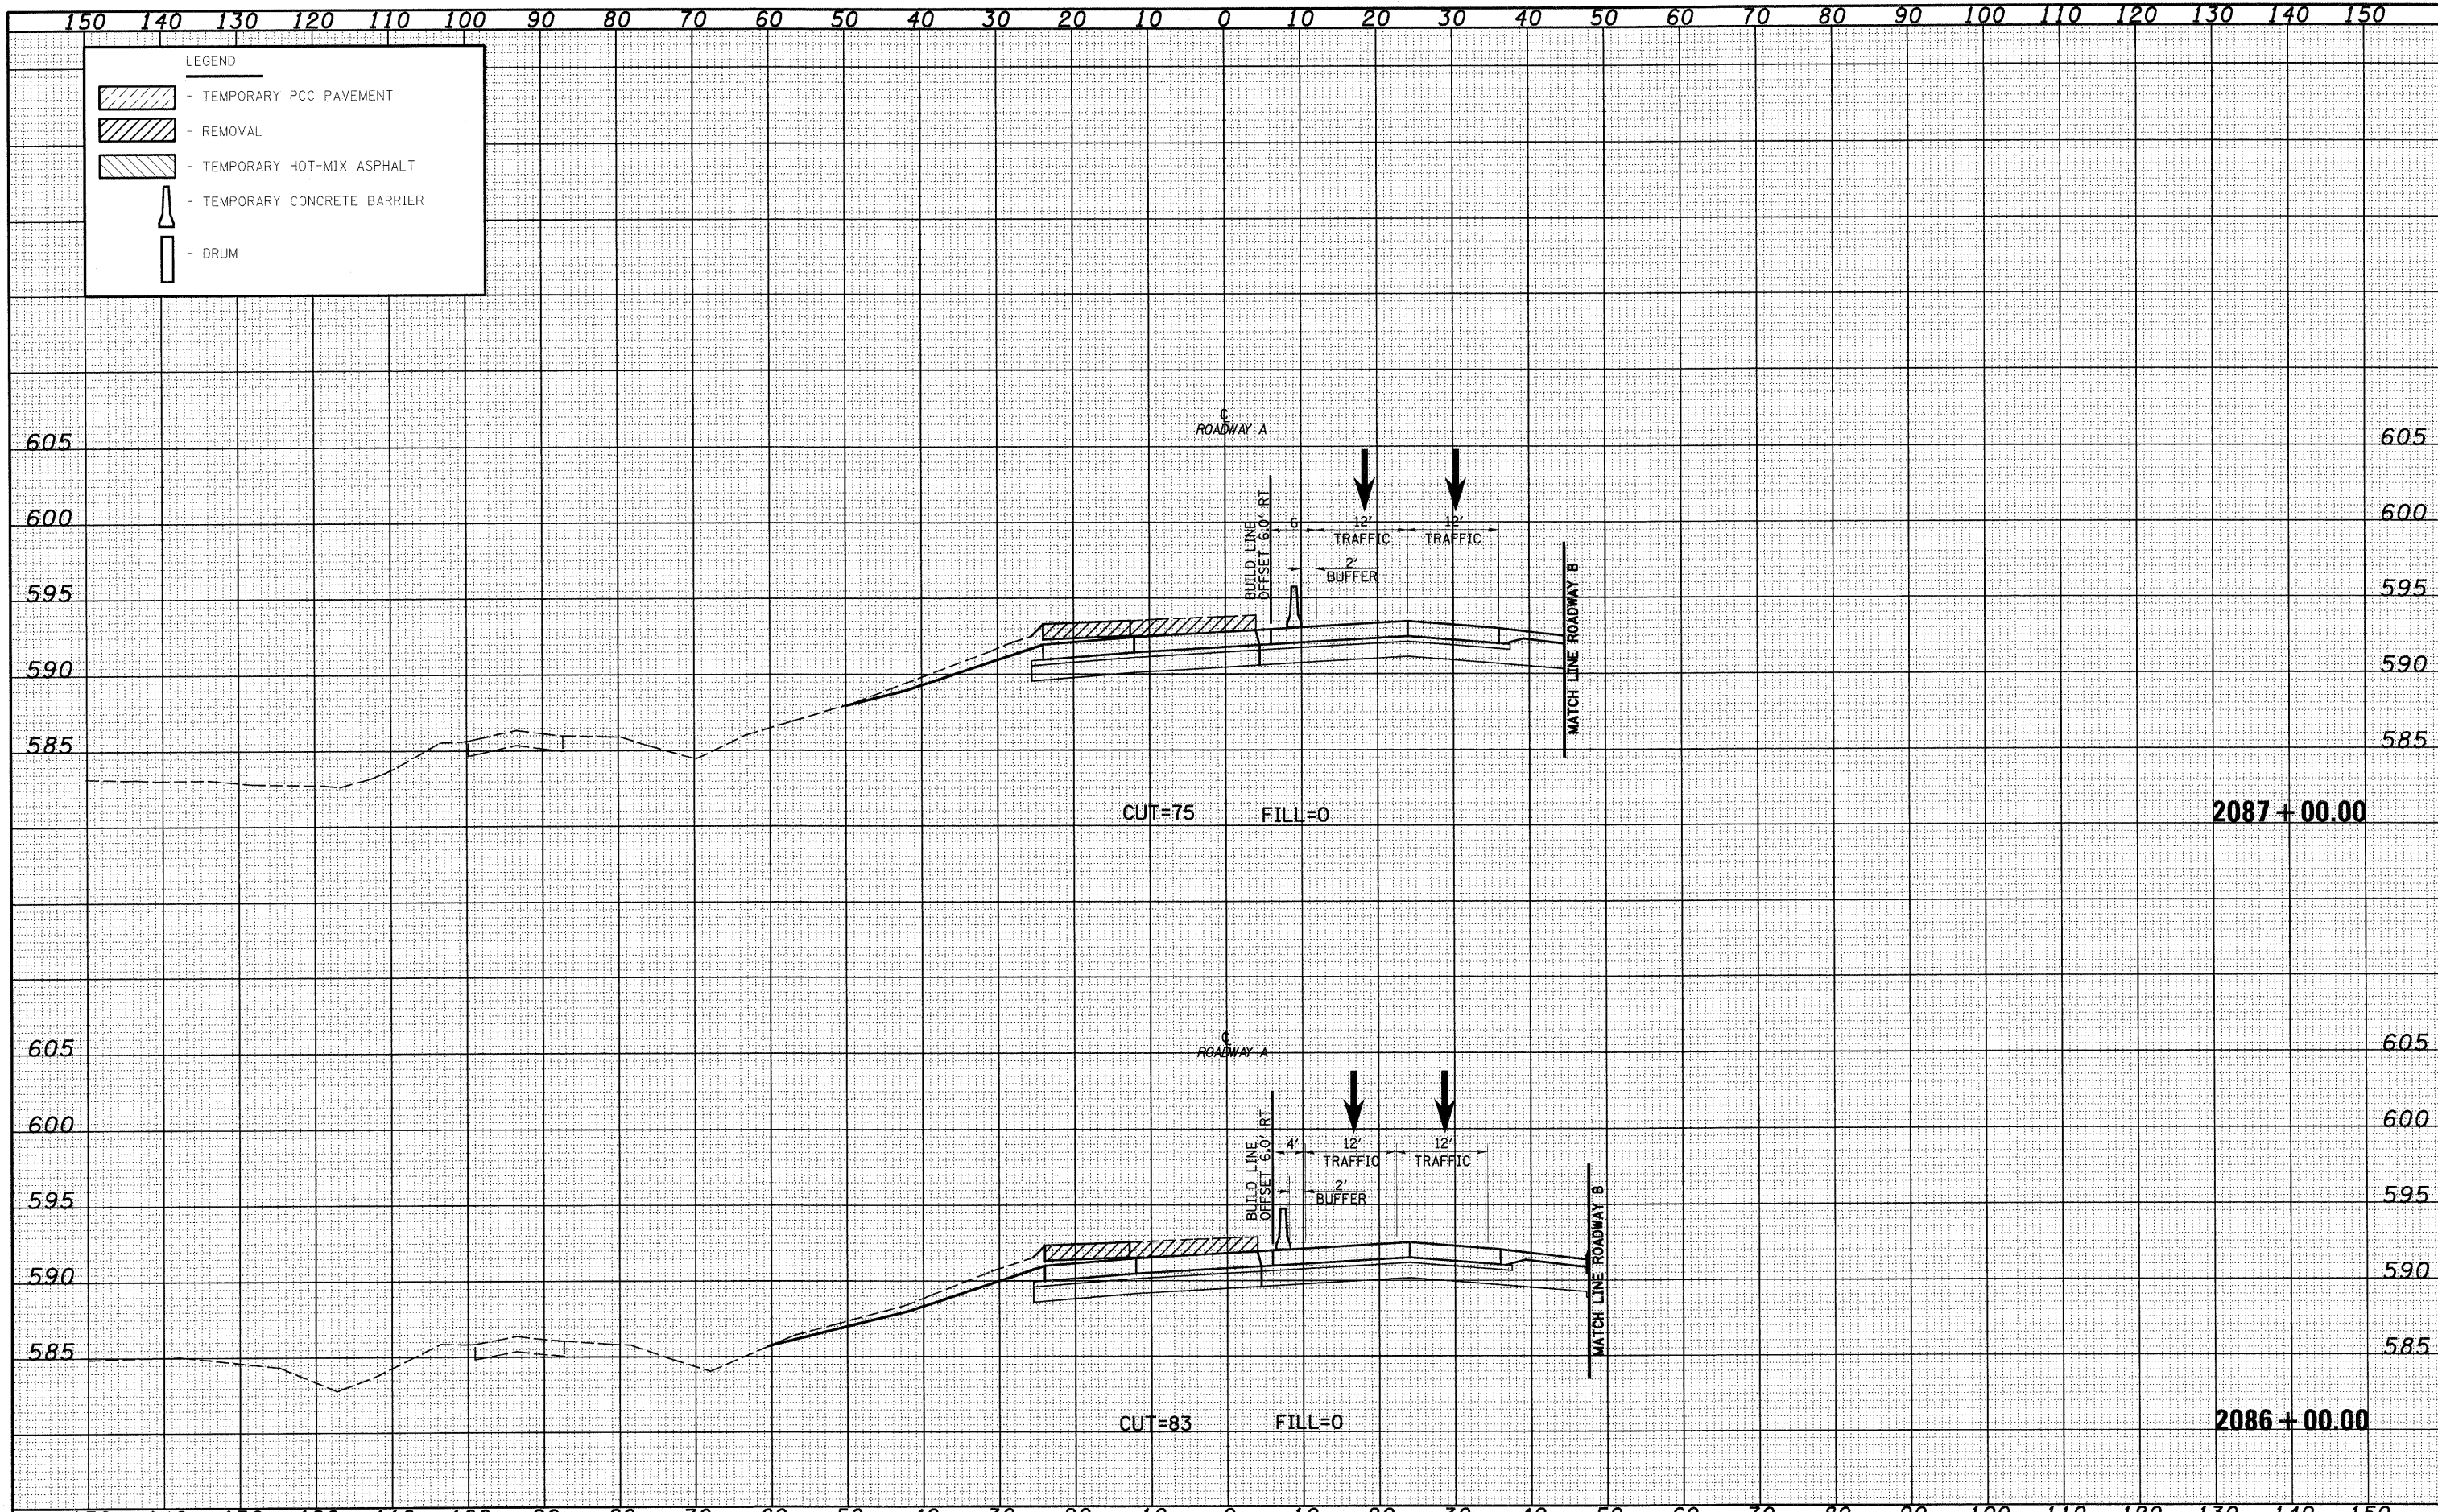 150 140 130 120 110 100 90 80 70 60 50 40 30 20 10 0 10 20 30 40 50 60 70 80 90 100 110 120 130 140 150
LEGEND
- TEMPORARY PCC PAVEMENT
- REMOVAL
- TEMPORARY HOT-MIX ASPHALT
- TEMPORARY CONCRETE BARRIER
- DRUM
℄
ROADWAY A
605 605
600 600
595 595
590 590
585 585
BUILD LINE
OFFSET 6.0' RT
6' 12' 12'
TRAFFIC TRAFFIC
2'
BUFFER
MATCH LINE ROADWAY B
CUT=75 FILL=0
2087+00.00
℄
ROADWAY A
605 605
600 600
595 595
590 590
585 585
BUILD LINE
OFFSET 6.0' RT
4' 12' 12'
TRAFFIC TRAFFIC
2'
BUFFER
MATCH LINE ROADWAY B
CUT=83 FILL=0
2086+00.00